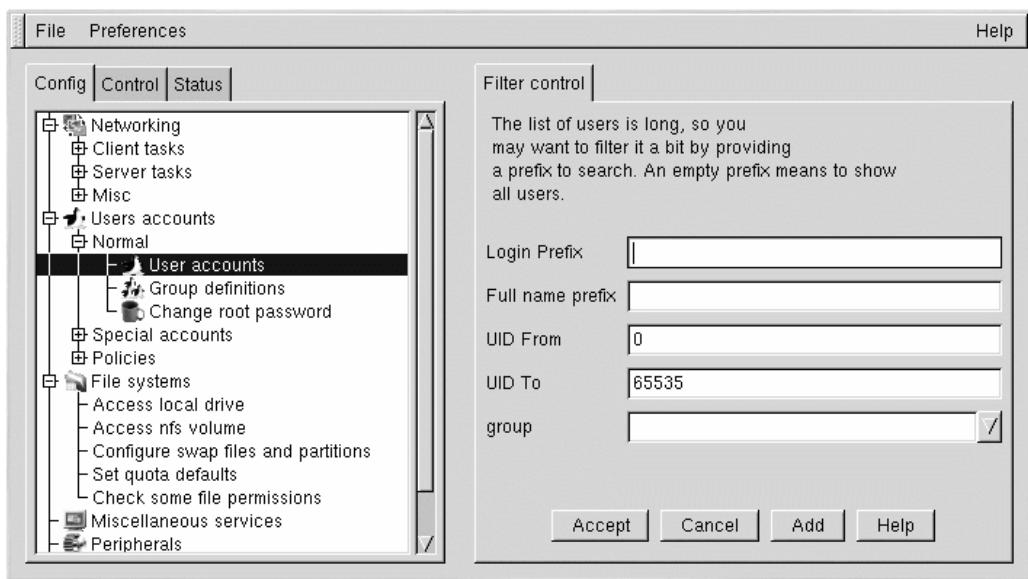 File Preferences Help
Config Control Status
Networking
Client tasks
Server tasks
Misc
Users accounts
Normal
User accounts
Group definitions
Change root password
Special accounts
Policies
File systems
Access local drive
Access nfs volume
Configure swap files and partitions
Set quota defaults
Check some file permissions
Miscellaneous services
Peripherals
Filter control
The list of users is long, so you
may want to filter it a bit by providing
a prefix to search. An empty prefix means to show
all users.
Login Prefix
Full name prefix
UID From 0
UID To 65535
group
Accept Cancel Add Help